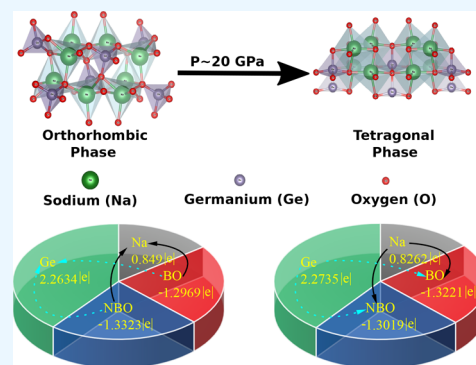 P~20 GPa
Orthorhombic
Phase
Tetragonal
Phase
Sodium (Na)
Germanium (Ge)
Oxygen (O)
Ge
2.2634|e|
Na
0.849|e|
BO
-1.2969|e|
NBO
-1.3323|e|
Ge
2.2735|e|
Na
0.8262|e|
BO
-1.3221|e|
NBO
-1.3019|e|